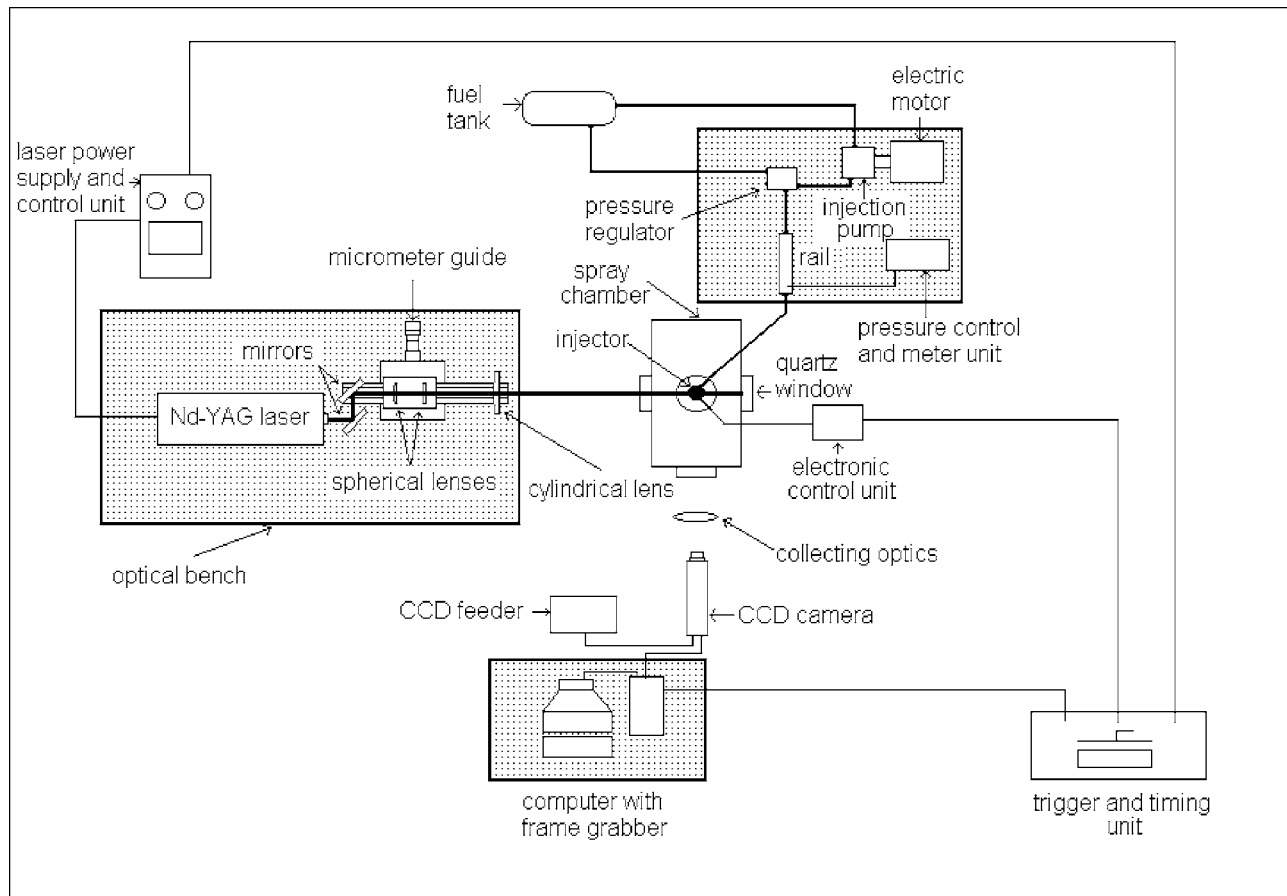 fuel
tank
electric
motor
laser power
supply and
control unit
pressure
regulator
injection
pump
rail
micrometer guide
spray
chamber
pressure control
and meter unit
injector
mirrors
quartz
window
Nd-YAG laser
spherical lenses
cylindrical lens
electronic
control unit
collecting optics
optical bench
CCD feeder
CCD camera
computer with
frame grabber
trigger and timing
unit